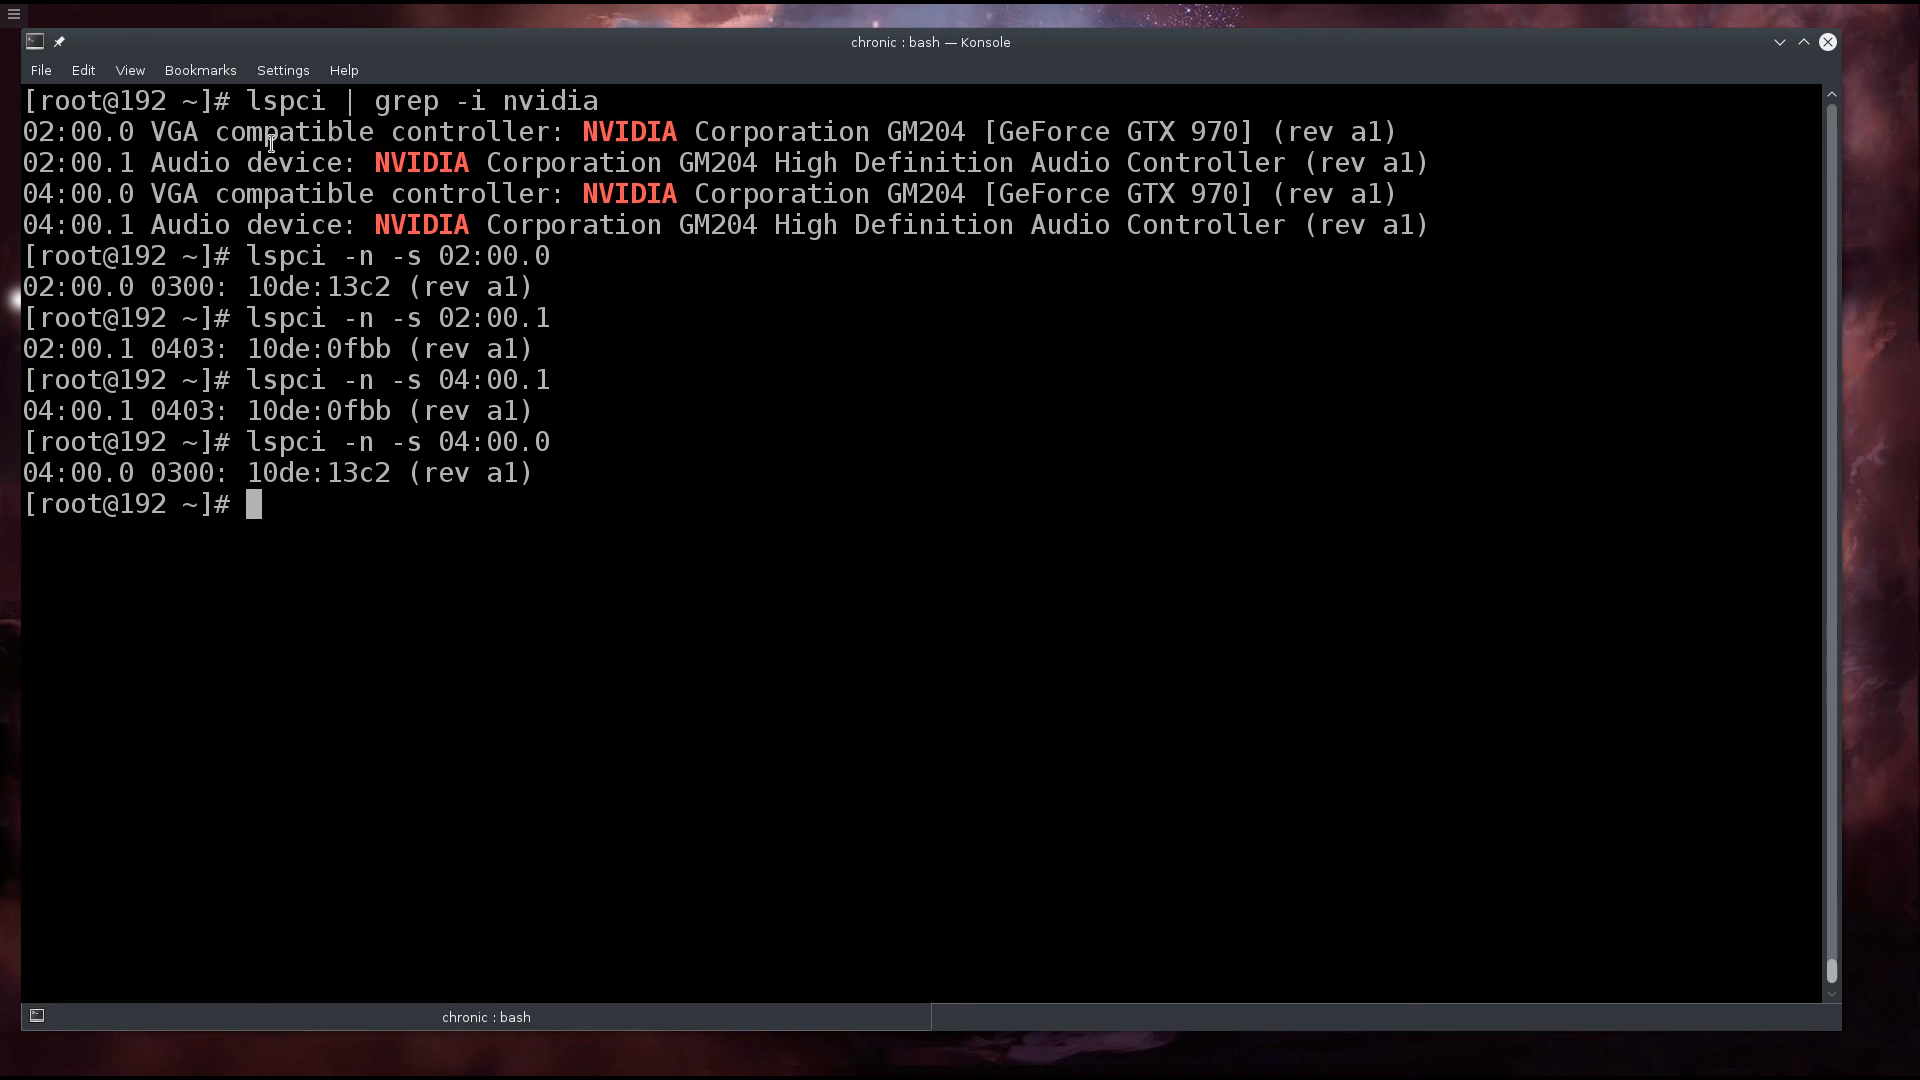 chronic : bash — Konsole
File Edit View Bookmarks Settings Help
[root@192 ~]# lspci | grep -i nvidia
02:00.0 VGA compatible controller: NVIDIA Corporation GM204 [GeForce GTX 970] (rev a1)
02:00.1 Audio device: NVIDIA Corporation GM204 High Definition Audio Controller (rev a1)
04:00.0 VGA compatible controller: NVIDIA Corporation GM204 [GeForce GTX 970] (rev a1)
04:00.1 Audio device: NVIDIA Corporation GM204 High Definition Audio Controller (rev a1)
[root@192 ~]# lspci -n -s 02:00.0
02:00.0 0300: 10de:13c2 (rev a1)
[root@192 ~]# lspci -n -s 02:00.1
02:00.1 0403: 10de:0fbb (rev a1)
[root@192 ~]# lspci -n -s 04:00.1
04:00.1 0403: 10de:0fbb (rev a1)
[root@192 ~]# lspci -n -s 04:00.0
04:00.0 0300: 10de:13c2 (rev a1)
[root@192 ~]#
chronic : bash